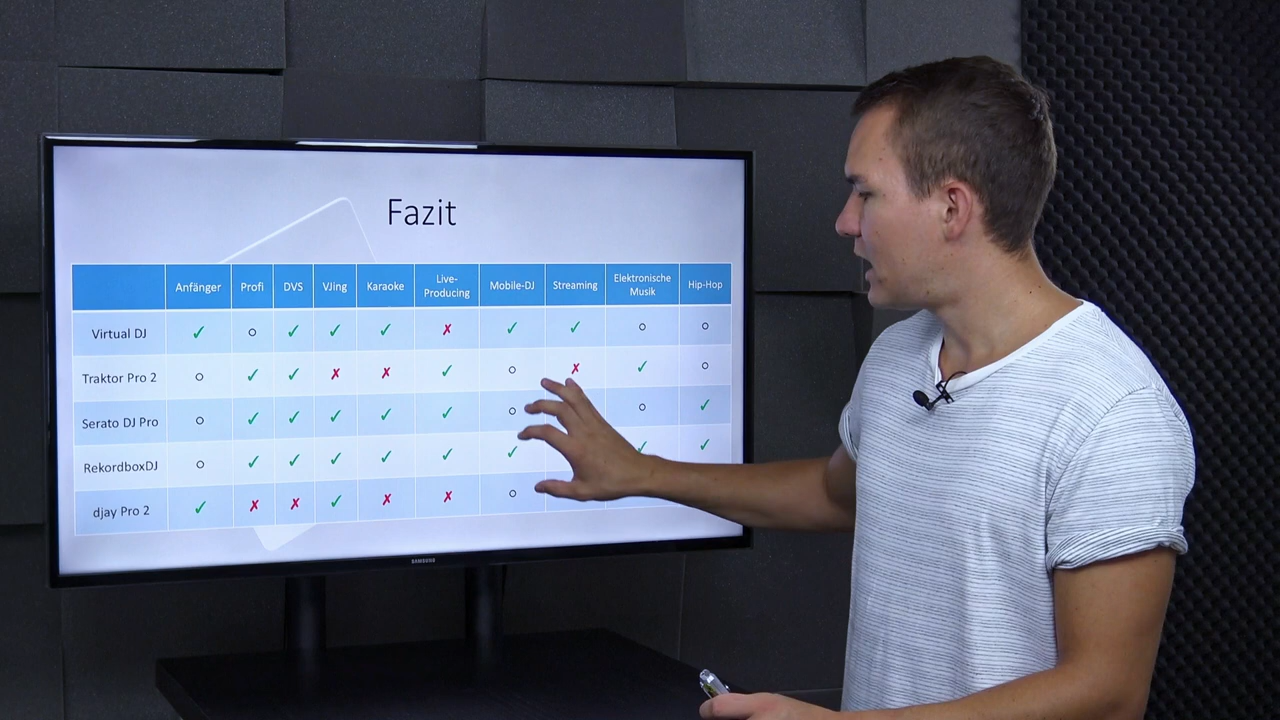 Fazit
Anfänger Profi DVS VJing Karaoke Live-Producing Mobile-DJ Streaming Elektronische Musik Hip-Hop
Virtual DJ ✓ ○ ✓ ✓ ✓ ✗ ✓ ✓ ○ ○
Traktor Pro 2 ○ ✓ ✓ ✗ ✗ ✓ ○ ✗ ✓ ○
Serato DJ Pro ○ ✓ ✓ ✓ ✓ ✓ ○ ○ ✓
RekordboxDJ ○ ✓ ✓ ✓ ✓ ✓ ✓ ✓ ✓
djay Pro 2 ✓ ✗ ✗ ✓ ✗ ✗ ○
SAMSUNG